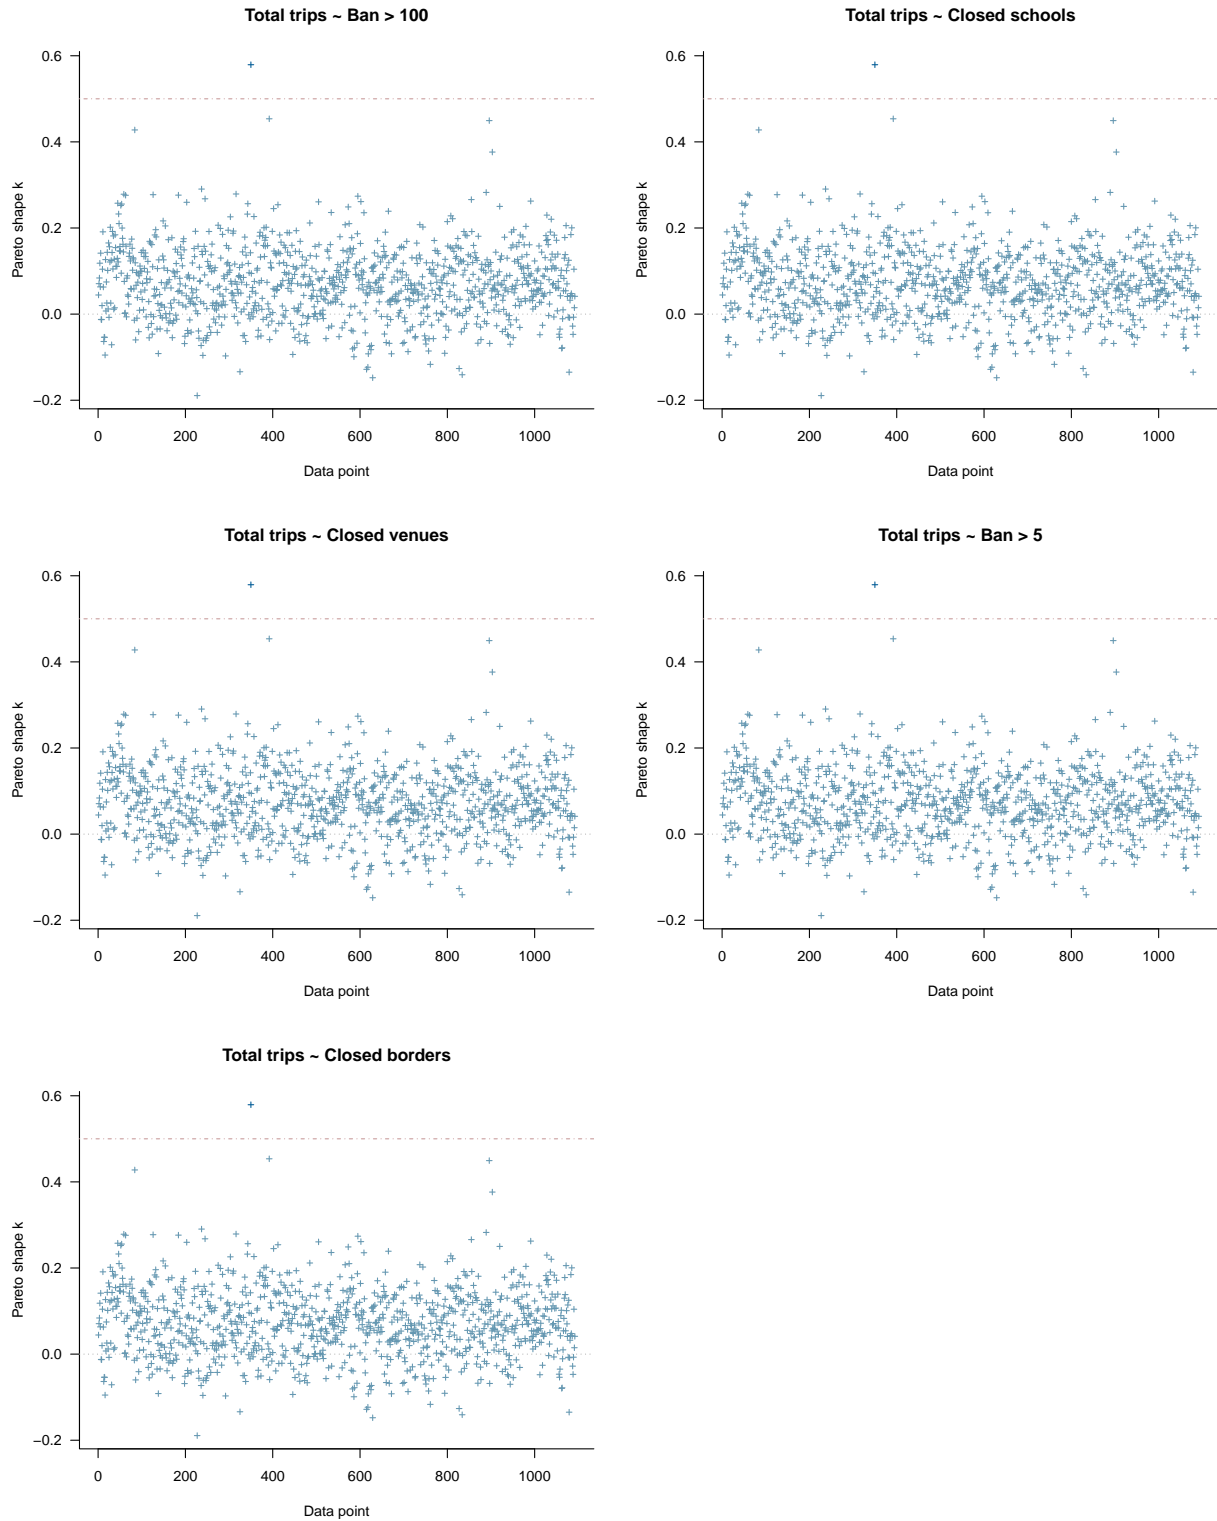 Total trips ~ Ban > 100
Pareto shape k
0.6
0.4
0.2
0.0
−0.2
0 200 400 600 800 1000
Data point
Total trips ~ Closed schools
Pareto shape k
0.6
0.4
0.2
0.0
−0.2
0 200 400 600 800 1000
Data point
Total trips ~ Closed venues
Pareto shape k
0.6
0.4
0.2
0.0
−0.2
0 200 400 600 800 1000
Data point
Total trips ~ Ban > 5
Pareto shape k
0.6
0.4
0.2
0.0
−0.2
0 200 400 600 800 1000
Data point
Total trips ~ Closed borders
Pareto shape k
0.6
0.4
0.2
0.0
−0.2
0 200 400 600 800 1000
Data point